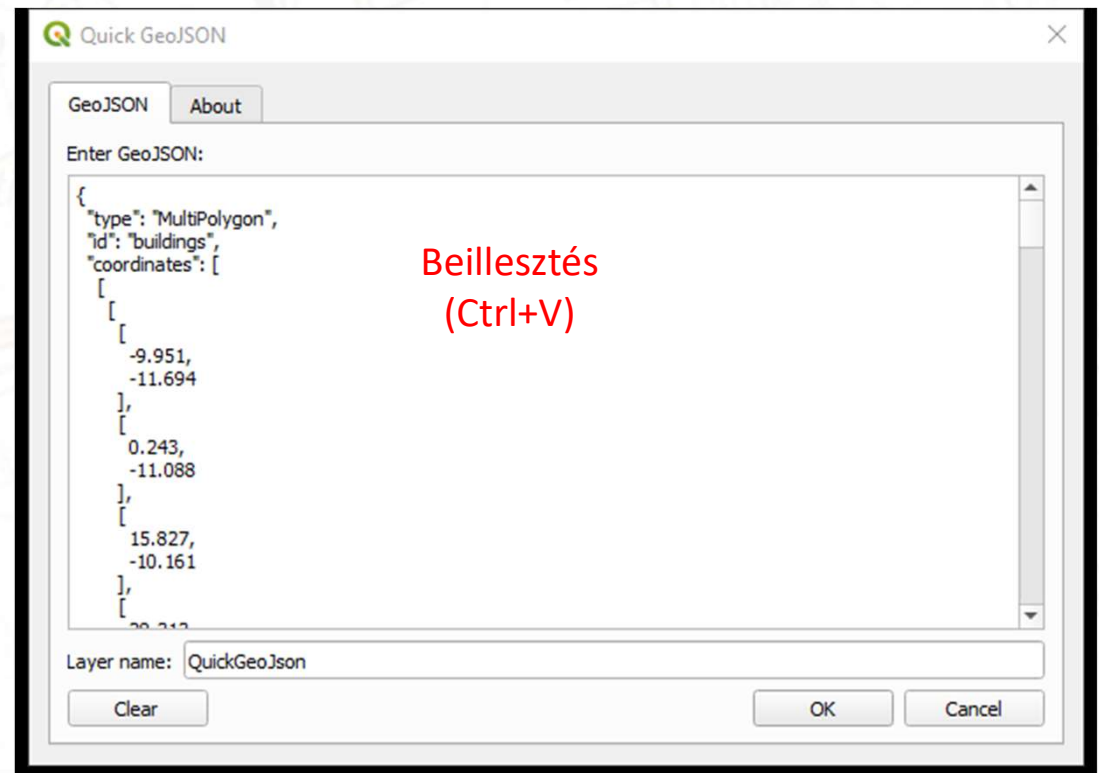 Quick GeoJSON
GeoJSON About
Enter GeoJSON:
{
"type": "MultiPolygon",
"id": "buildings",
"coordinates": [
[
[
[
-9.951,
-11.694
],
[
0.243,
-11.088
],
[
15.827,
-10.161
],
[
Beillesztés
(Ctrl+V)
Layer name: QuickGeoJson
Clear OK Cancel